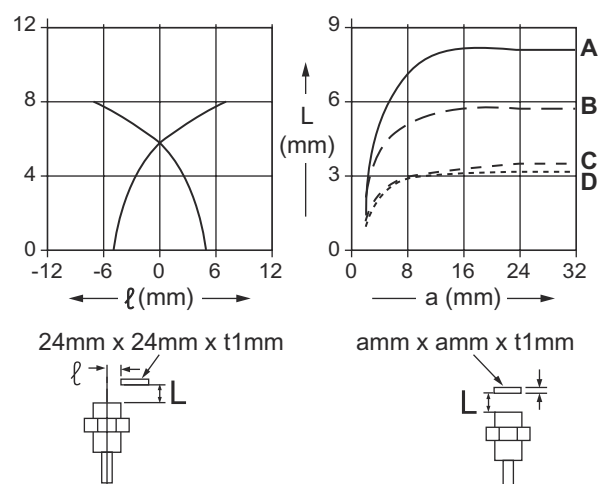 12
8
4
0
-12 -6 0 6 12
ℓ (mm)
L
(mm)
9
6
3
0
0 8 16 24 32
a (mm)
A
B
C
D
24mm x 24mm x t1mm
ℓ
L
amm x amm x t1mm
L